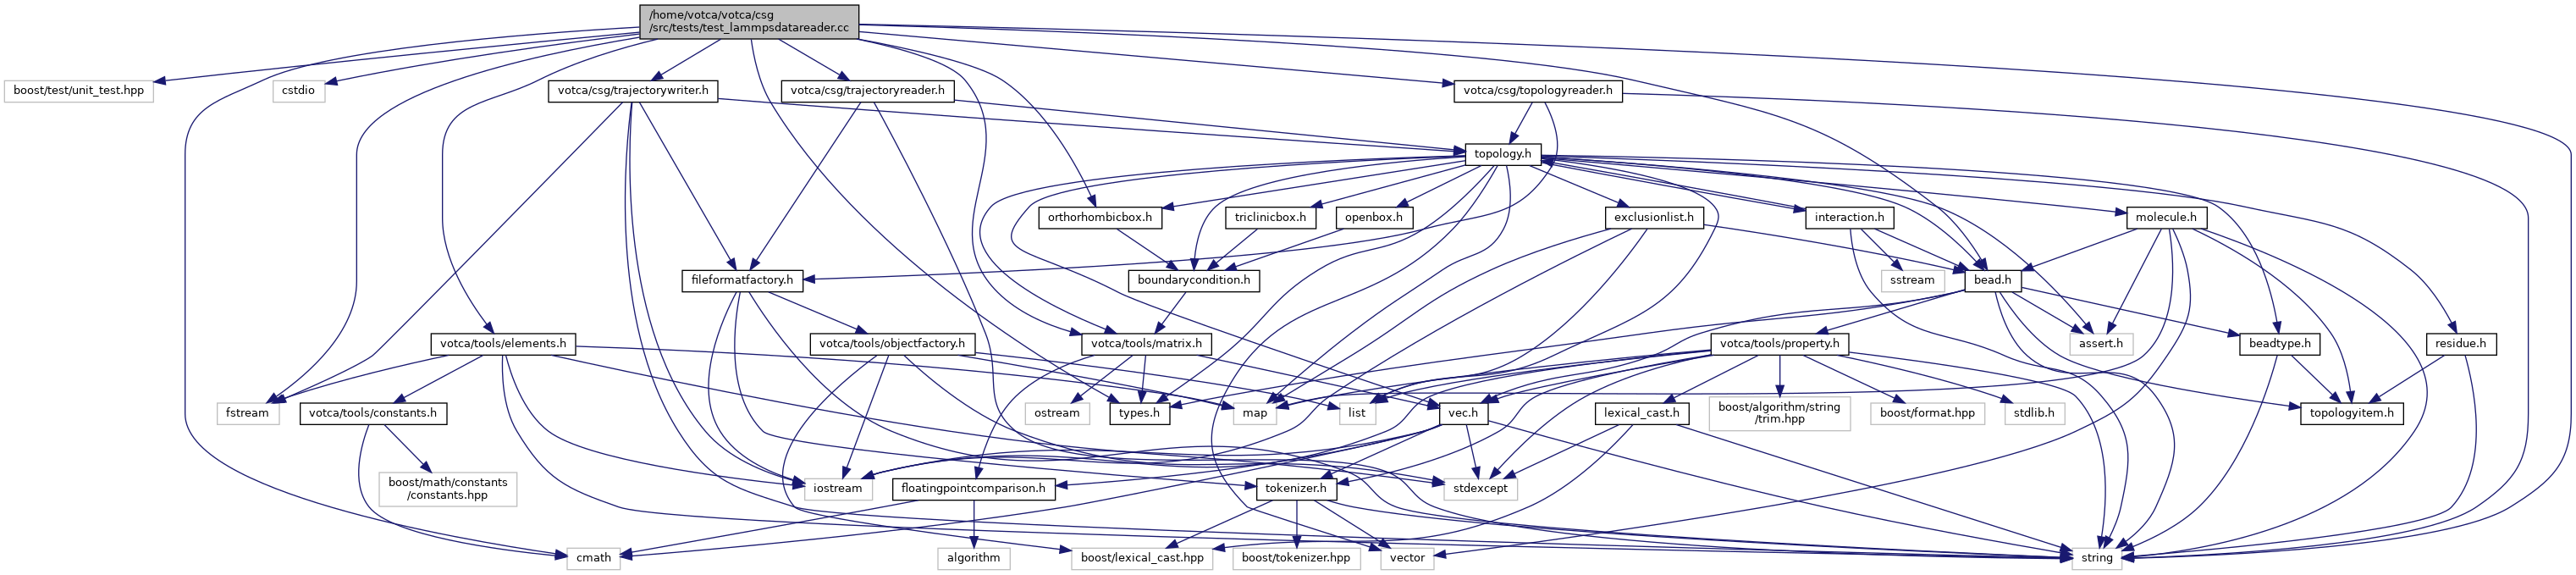 /home/votca/votca/csg
/src/tests/test_lammpsdatareader.cc
boost/test/unit_test.hpp
cstdio
votca/csg/trajectorywriter.h
votca/csg/trajectoryreader.h
votca/csg/topologyreader.h
topology.h
orthorhombicbox.h
triclinicbox.h
openbox.h
exclusionlist.h
interaction.h
molecule.h
fileformatfactory.h
boundarycondition.h
sstream
bead.h
votca/tools/elements.h
votca/tools/objectfactory.h
votca/tools/matrix.h
votca/tools/property.h
assert.h
beadtype.h
residue.h
fstream
votca/tools/constants.h
ostream
types.h
map
list
vec.h
lexical_cast.h
boost/algorithm/string
/trim.hpp
boost/format.hpp
stdlib.h
topologyitem.h
boost/math/constants
/constants.hpp
iostream
floatingpointcomparison.h
tokenizer.h
stdexcept
cmath
algorithm
boost/lexical_cast.hpp
boost/tokenizer.hpp
vector
string